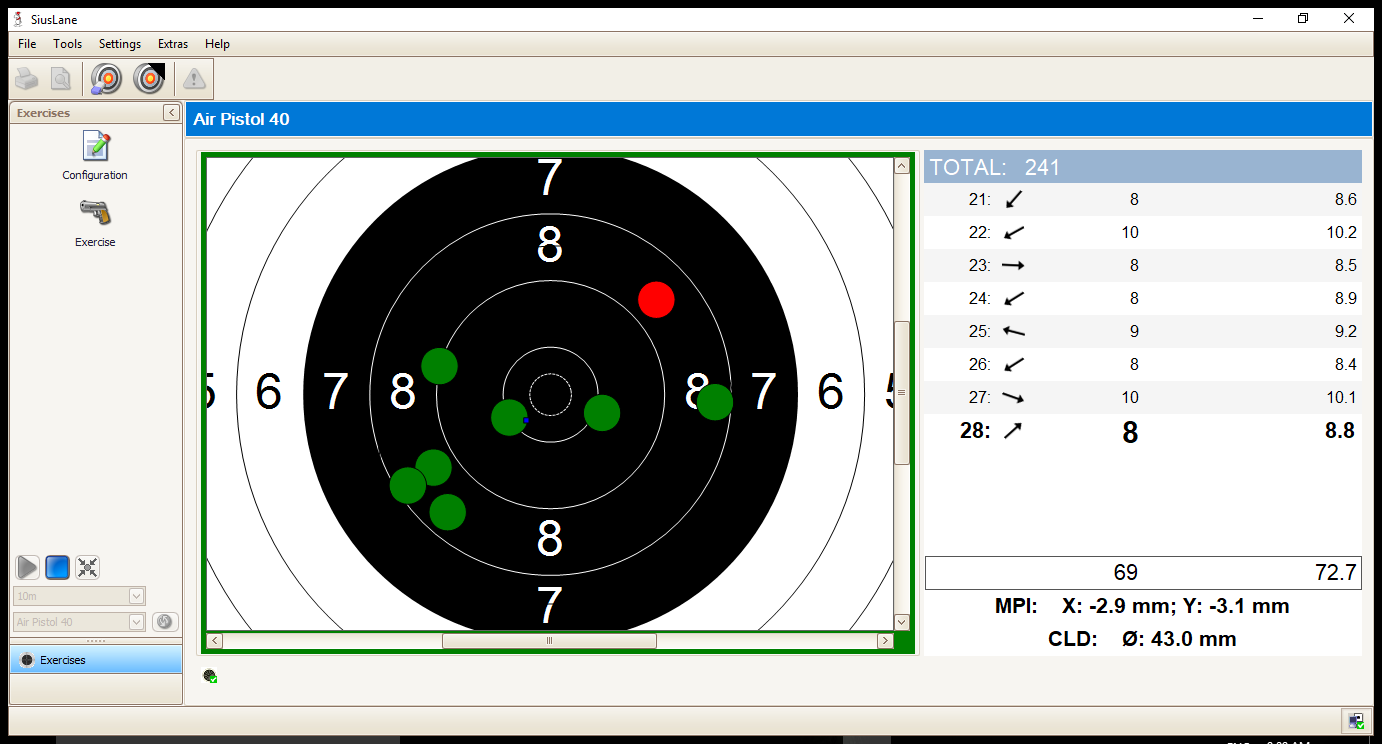 SiusLane
File Tools Settings Extras Help
Exercises
Configuration
Exercise
10m
Air Pistol 40
Exercises
Air Pistol 40
7
8
5 6 7 8 8 7 6 5
8
7
TOTAL: 241
21: 8 8.6
22: 10 10.2
23: 8 8.5
24: 8 8.9
25: 9 9.2
26: 8 8.4
27: 10 10.1
28: 8 8.8
69 72.7
MPI: X: -2.9 mm; Y: -3.1 mm
CLD: Ø: 43.0 mm